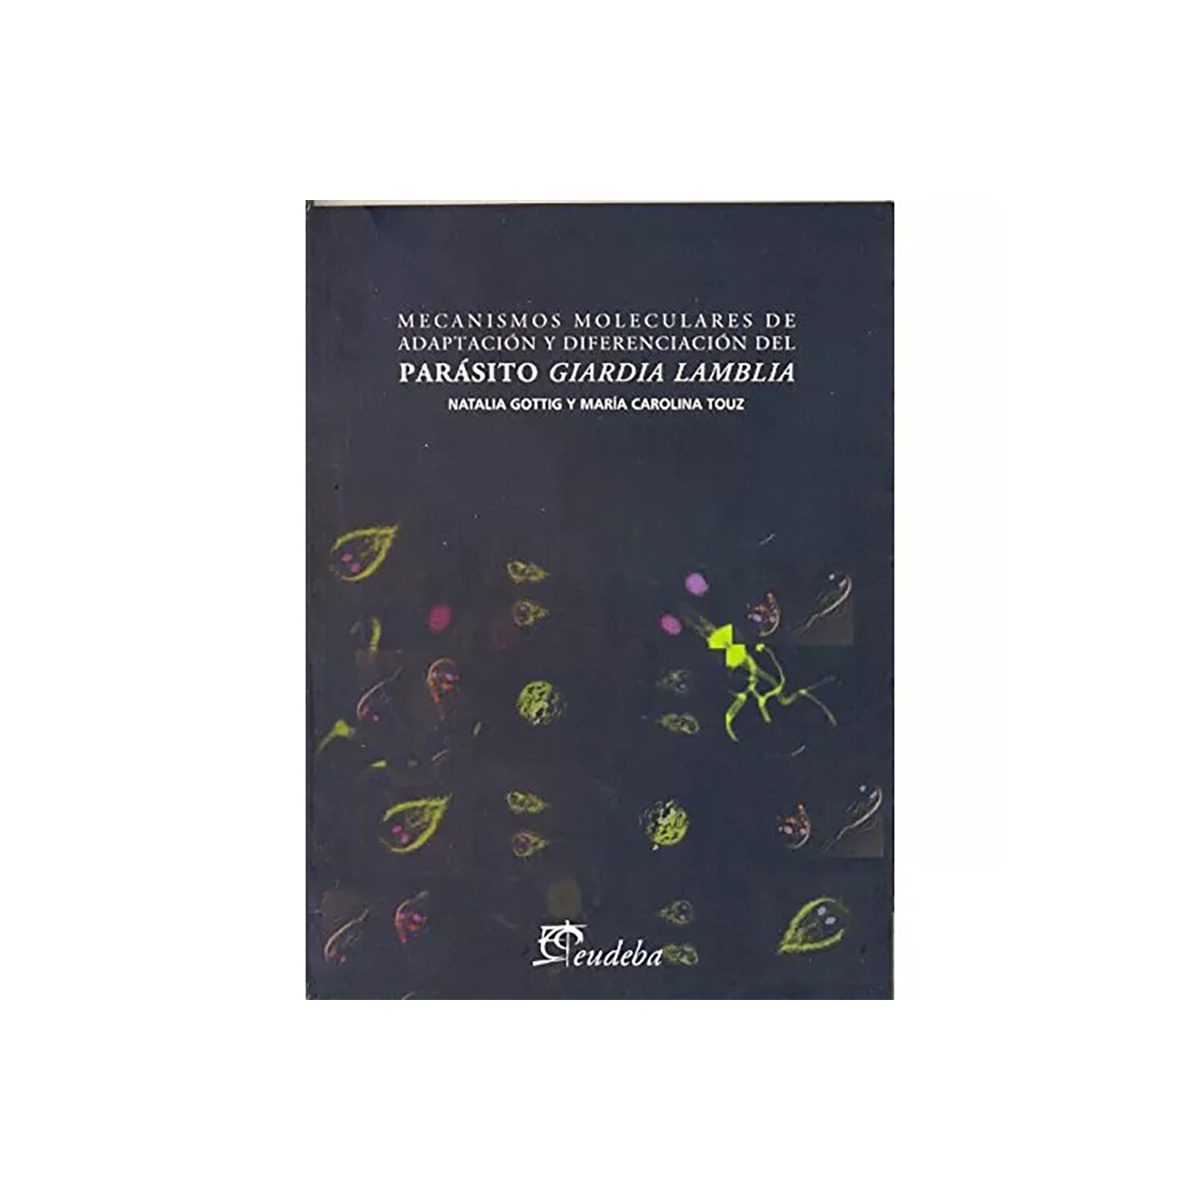 MECANISMOS MOLECULARES DE
ADAPTACIÓN Y DIFERENCIACIÓN DEL
PARÁSITO GIARDIA LAMBLIA
NATALIA GOTTIG Y MARÍA CAROLINA TOUZ
eudeba